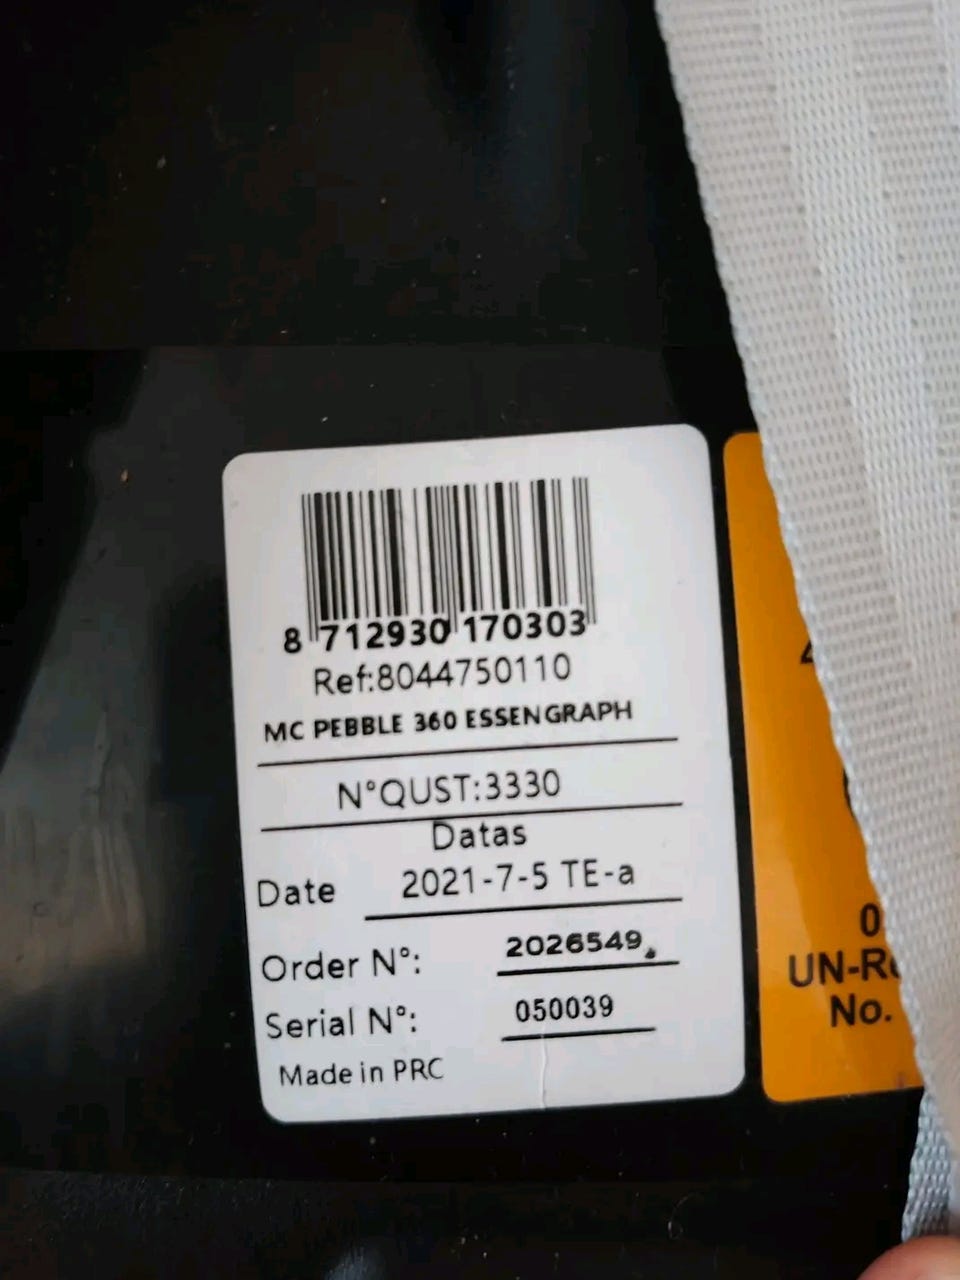 8 712930 170303
Ref:8044750110
MC PEBBLE 360 ESSENGRAPH
N°QUST:3330
Datas
Date 2021-7-5 TE-a
Order N°: 2026549
Serial N°: 050039
Made in PRC
0
No.